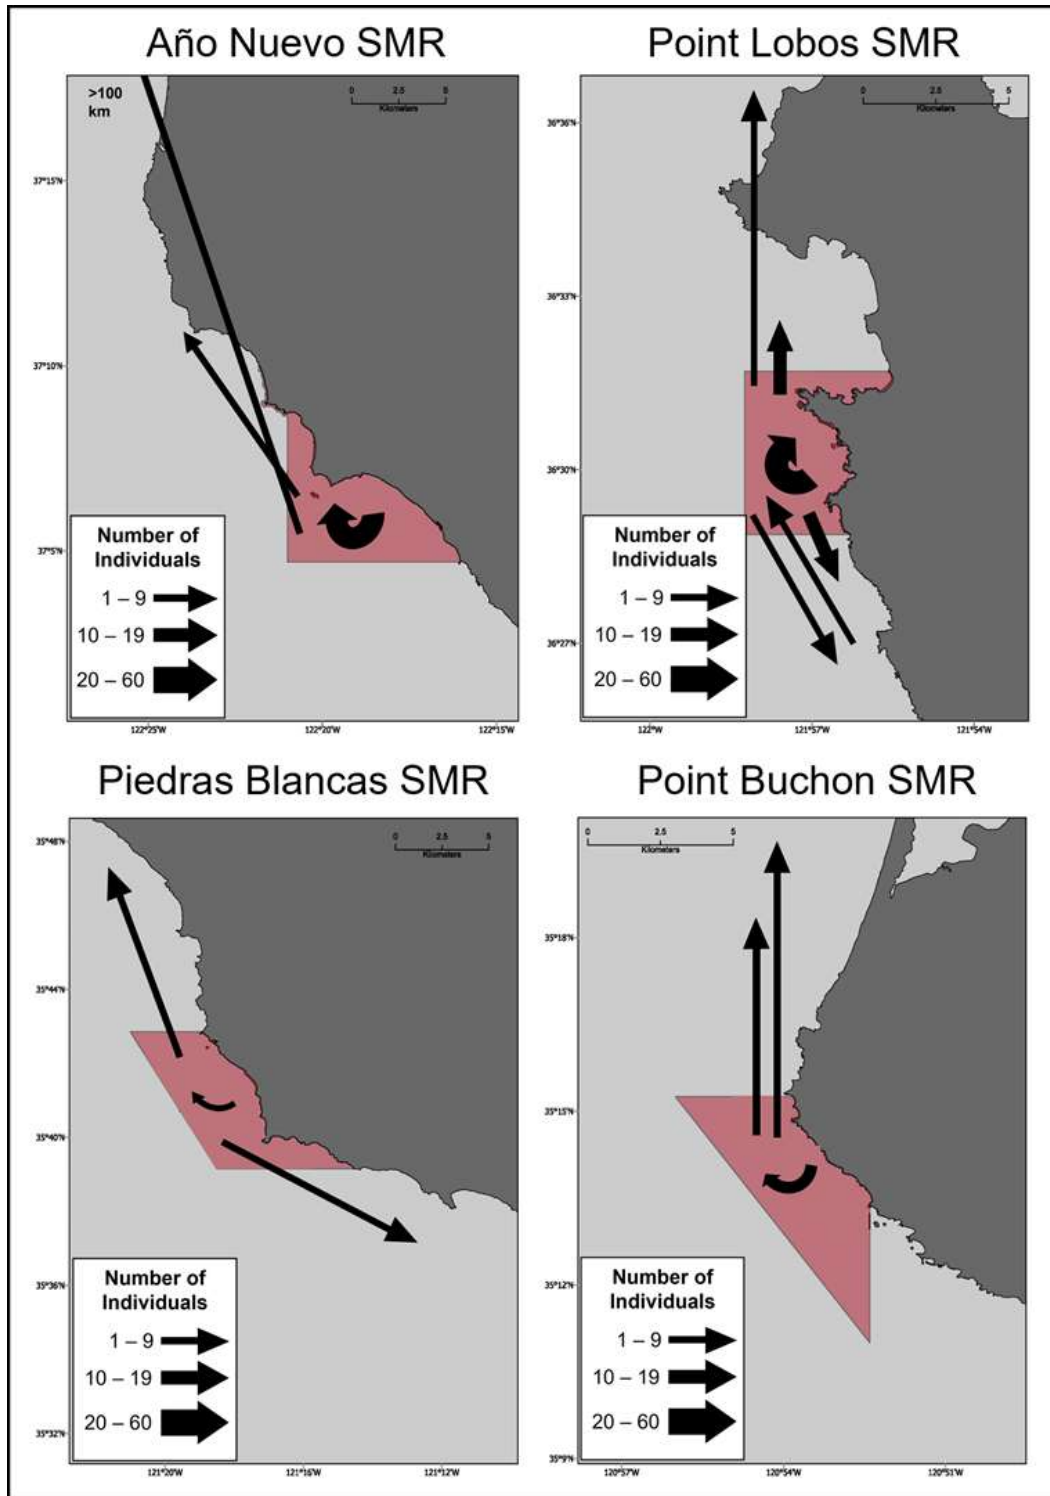 Año Nuevo SMR
>100
km
0 2.5 5
Kilometers
37°15'N
37°10'N
37°5'N
Number of
Individuals
1 – 9
10 – 19
20 – 60
122°25'W 122°20'W 122°15'W
Point Lobos SMR
0 2.5 5
Kilometers
36°36'N
36°33'N
36°30'N
36°27'N
Number of
Individuals
1 – 9
10 – 19
20 – 60
122°W 121°57'W 121°54'W
Piedras Blancas SMR
0 2.5 5
Kilometers
35°48'N
35°44'N
35°40'N
35°36'N
35°32'N
Number of
Individuals
1 – 9
10 – 19
20 – 60
121°20'W 121°16'W 121°12'W
Point Buchon SMR
0 2.5 5
Kilometers
35°18'N
35°15'N
35°12'N
35°9'N
Number of
Individuals
1 – 9
10 – 19
20 – 60
120°57'W 120°54'W 120°51'W